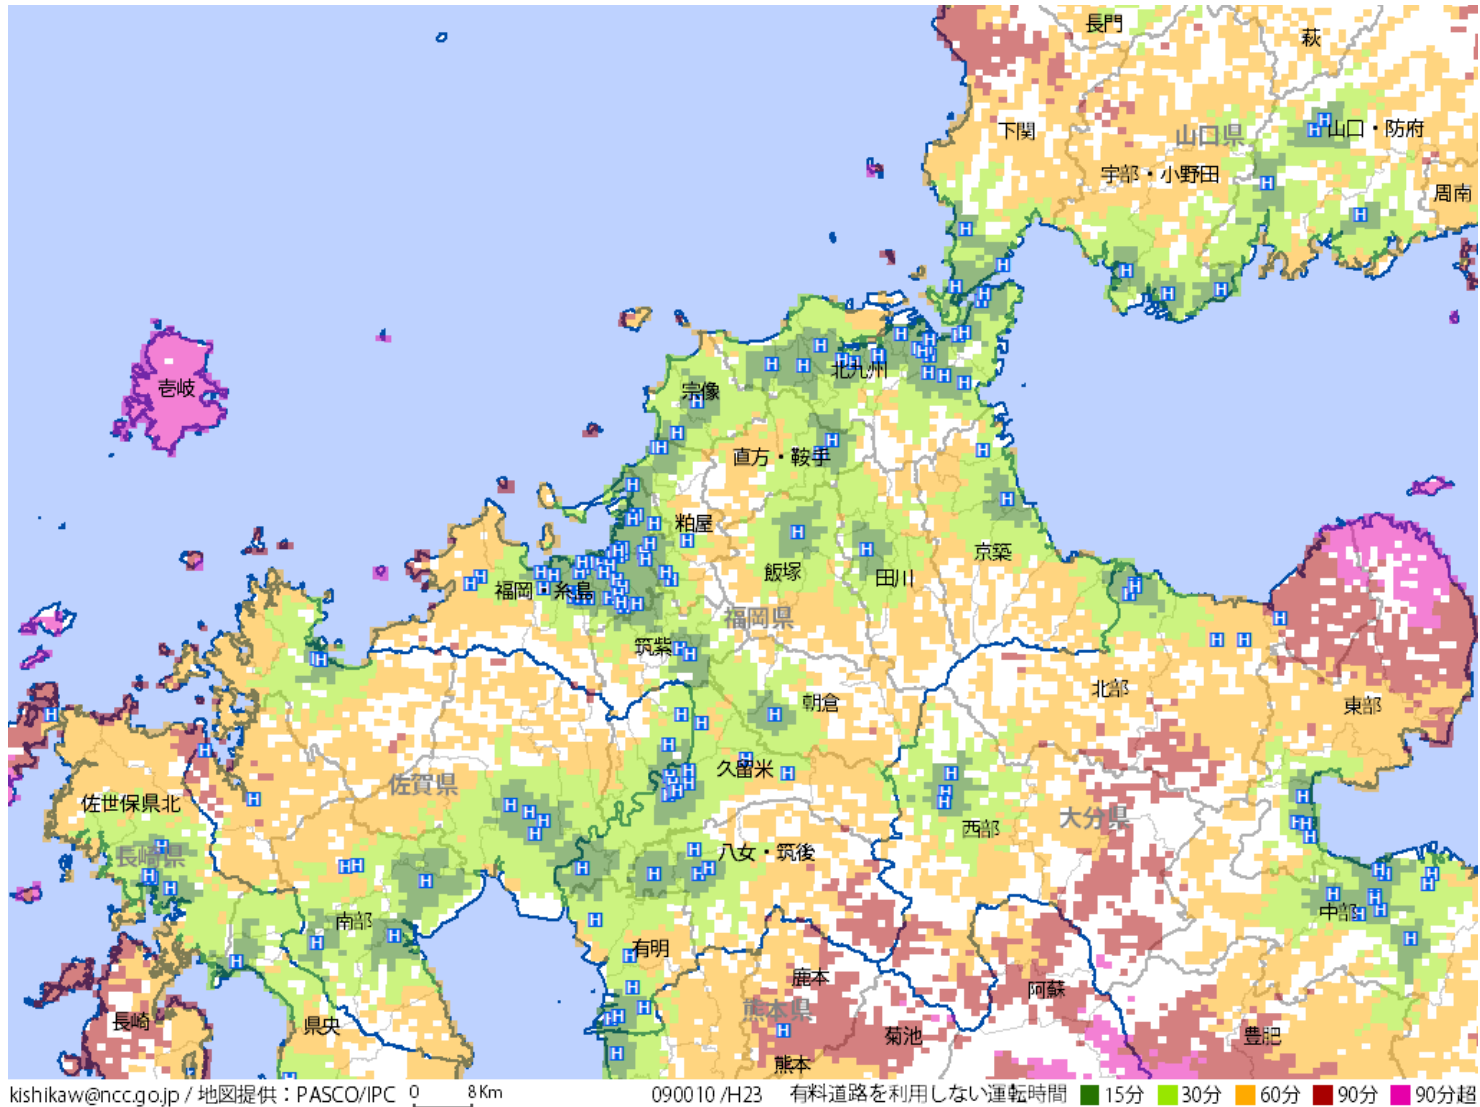 長門
萩
下関
山口県
山口・防府
宇部・小野田
周南
壱岐
北九州
宗像
直方・鞍手
粕屋
京築
飯塚
田川
福岡・糸島
福岡県
筑紫
朝倉
北部
東部
久留米
佐賀県
佐世保県北
大分県
西部
長崎県
八女・筑後
南部
中部
有明
鹿本
阿蘇
熊本県
長崎
県央
菊池
豊肥
熊本
kishikaw@ncc.go.jp / 地図提供：PASCO/IPC 0 8Km 090010 /H23 有料道路を利用しない運転時間 15分 30分 60分 90分 90分超